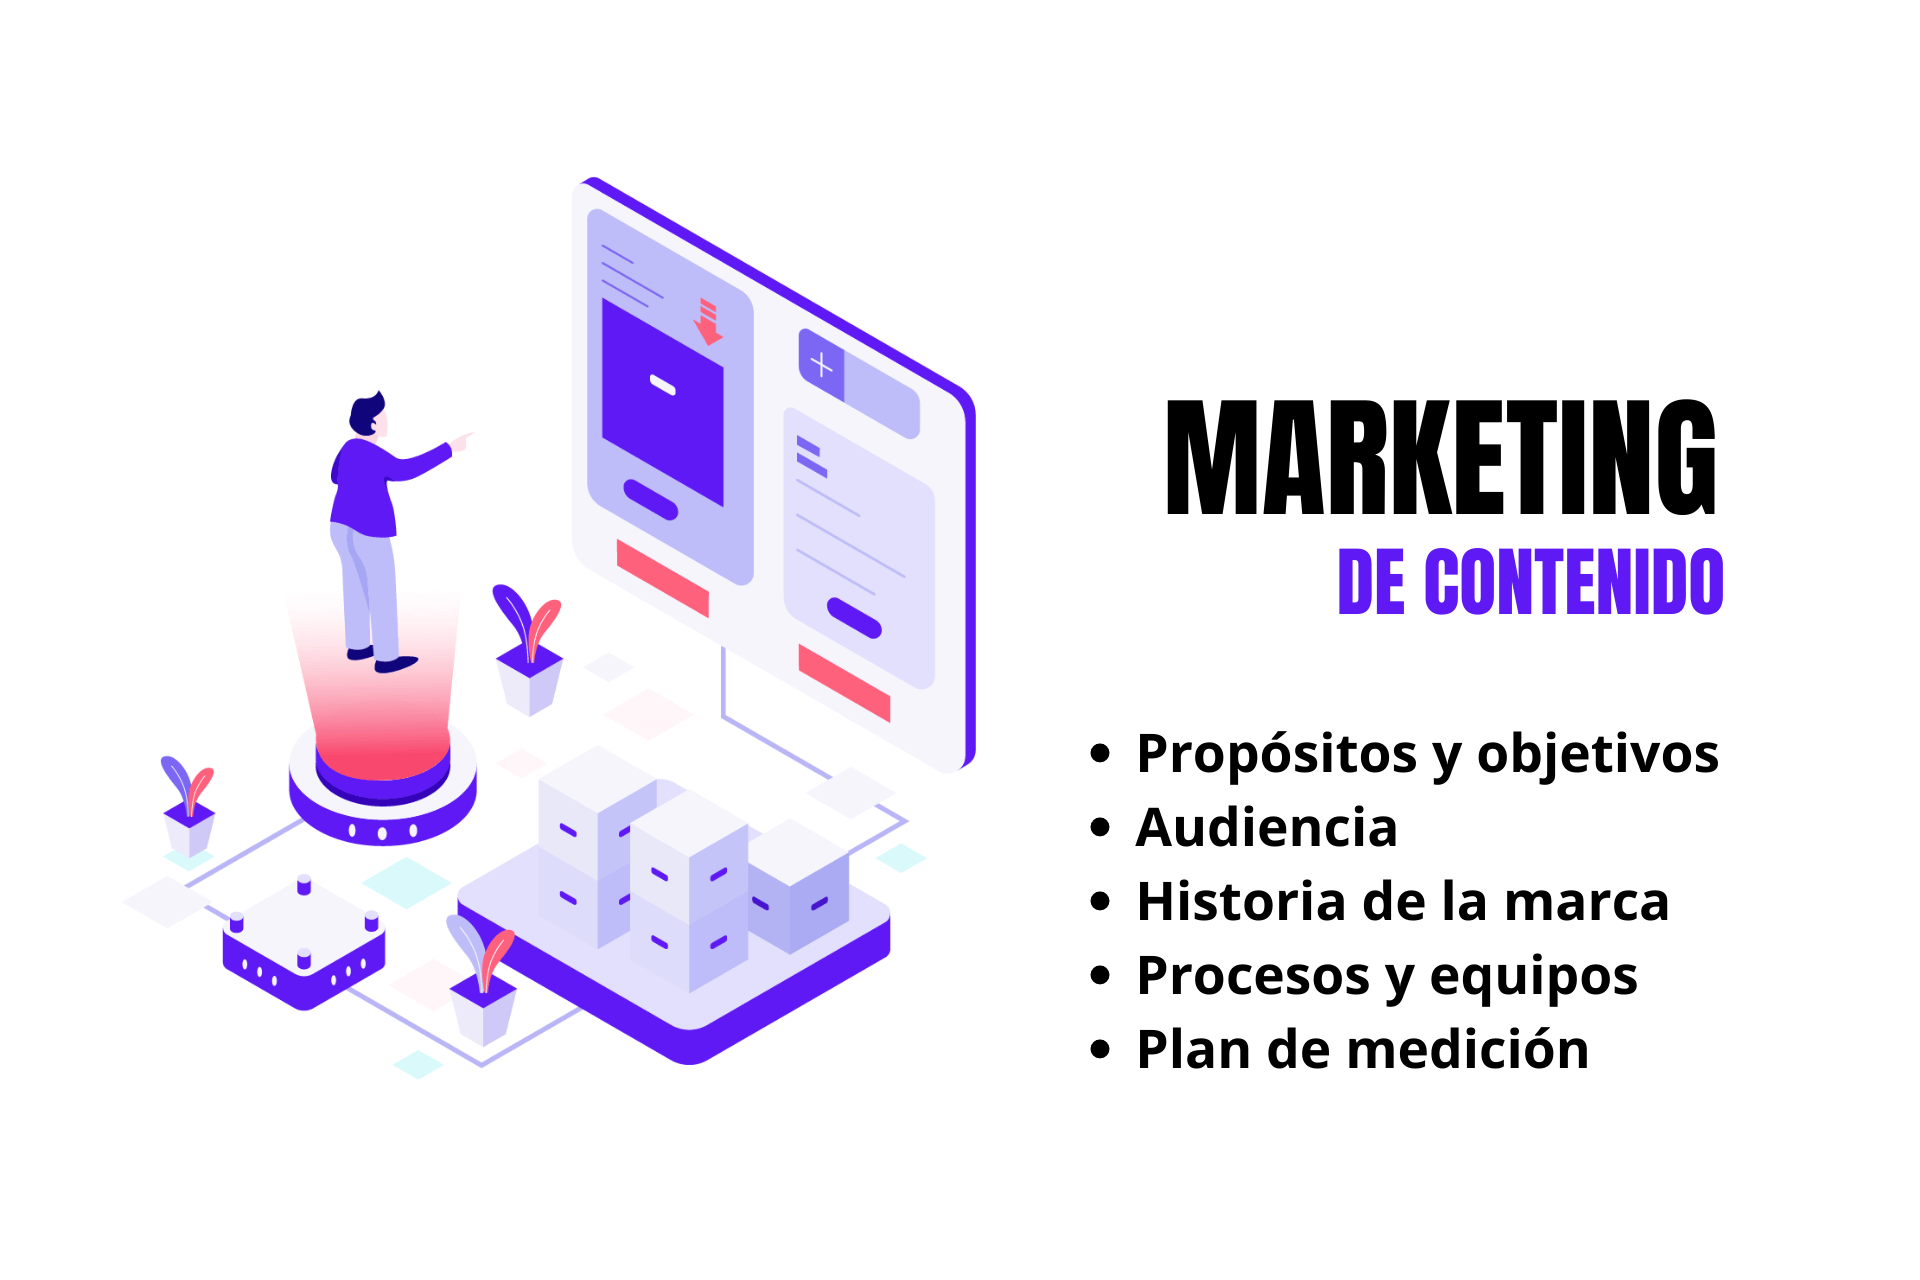 MARKETING
DE CONTENIDO
• Propósitos y objetivos
• Audiencia
• Historia de la marca
• Procesos y equipos
• Plan de medición